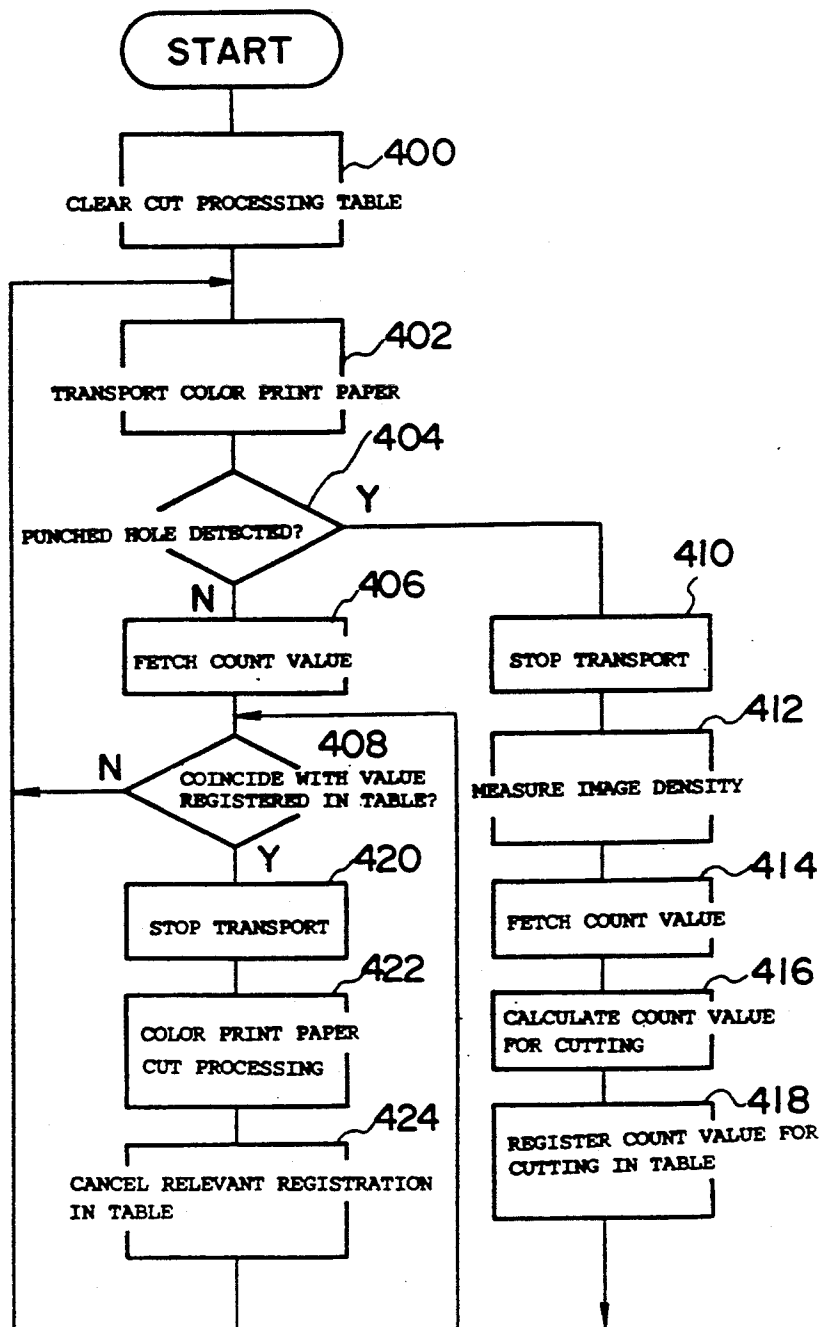 START
400
CLEAR CUT PROCESSING TABLE
402
TRANSPORT COLOR PRINT PAPER
404
Y
PUNCHED HOLE DETECTED?
N
406
FETCH COUNT VALUE
408
N
COINCIDE WITH VALUE
REGISTERED IN TABLE?
Y
420
STOP TRANSPORT
422
COLOR PRINT PAPER
CUT PROCESSING
424
CANCEL RELEVANT REGISTRATION
IN TABLE
410
STOP TRANSPORT
412
MEASURE IMAGE DENSITY
414
FETCH COUNT VALUE
416
CALCULATE COUNT VALUE
FOR CUTTING
418
REGISTER COUNT VALUE FOR
CUTTING IN TABLE